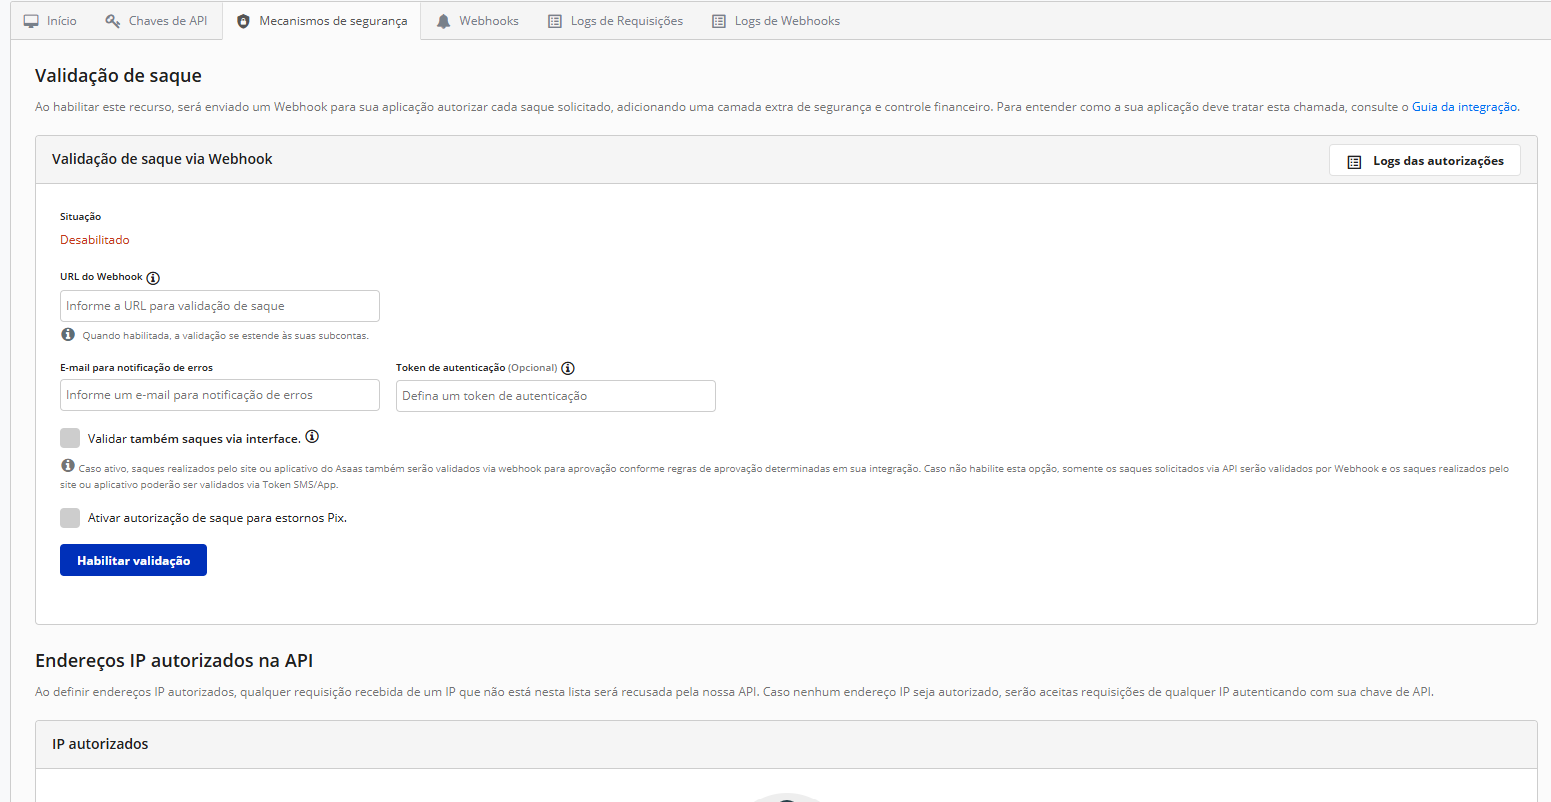 Início Chaves de API Mecanismos de segurança Webhooks Logs de Requisições Logs de Webhooks
Validação de saque
Ao habilitar este recurso, será enviado um Webhook para sua aplicação autorizar cada saque solicitado, adicionando uma camada extra de segurança e controle financeiro. Para entender como a sua aplicação deve tratar esta chamada, consulte o Guia da integração.
Validação de saque via Webhook
Logs das autorizações
Situação
Desabilitado
URL do Webhook
Informe a URL para validação de saque
Quando habilitada, a validação se estende às suas subcontas.
E-mail para notificação de erros Token de autenticação (Opcional)
Informe um e-mail para notificação de erros Defina um token de autenticação
Validar também saques via interface.
Caso ativo, saques realizados pelo site ou aplicativo do Asaas também serão validados via webhook para aprovação conforme regras de aprovação determinadas em sua integração. Caso não habilite esta opção, somente os saques solicitados via API serão validados por Webhook e os saques realizados pelo
site ou aplicativo poderão ser validados via Token SMS/App.
Ativar autorização de saque para estornos Pix.
Habilitar validação
Endereços IP autorizados na API
Ao definir endereços IP autorizados, qualquer requisição recebida de um IP que não está nesta lista será recusada pela nossa API. Caso nenhum endereço IP seja autorizado, serão aceitas requisições de qualquer IP autenticando com sua chave de API.
IP autorizados